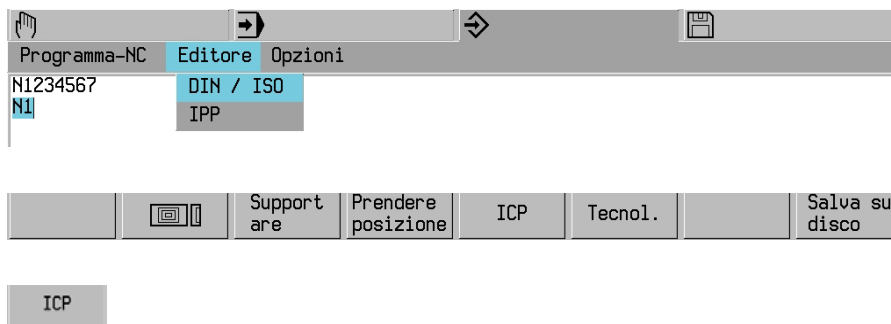 Programma-NC Editore Opzioni
N1234567 DIN / ISO
N1 IPP
Support Prendere ICP Tecnol. Salva su
are posizione disco
ICP